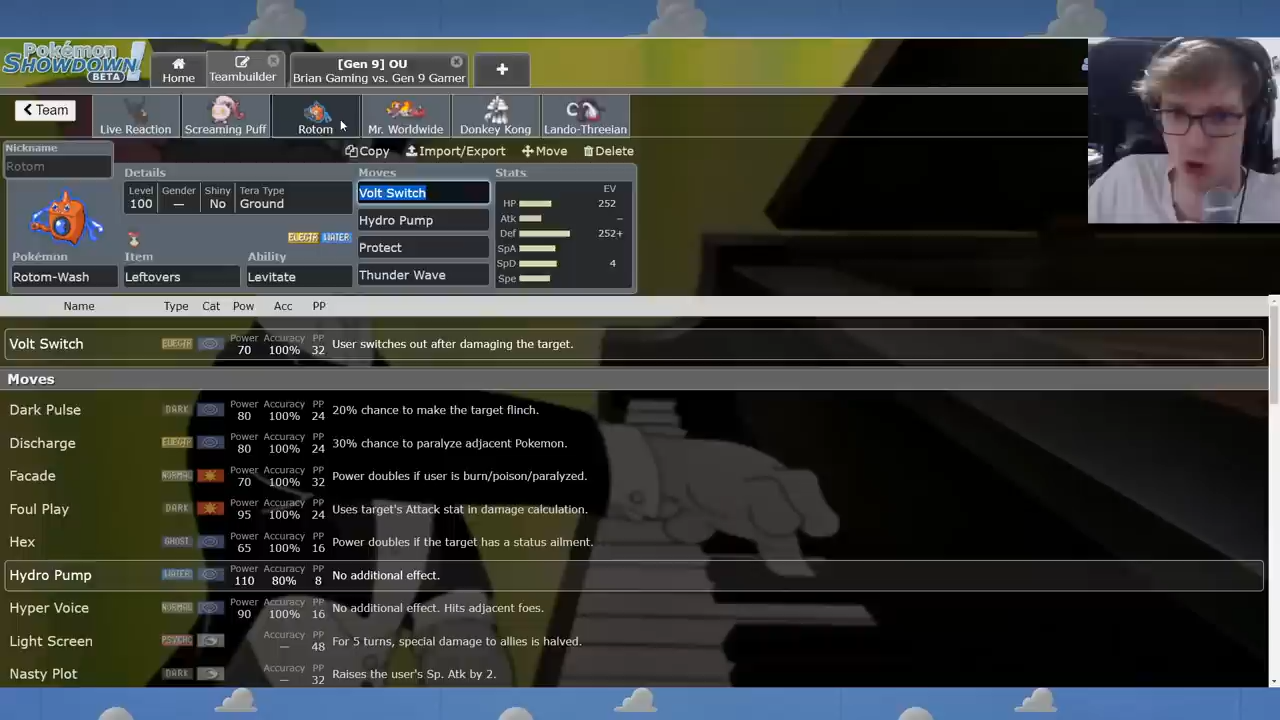 Pokémon
Showdown!
BETA
Home
Teambuilder
[Gen 9] OU
Brian Gaming vs. Gen 9 Gamer
+
Team
Live Reaction
Screaming Puff
Rotom
Mr. Worldwide
Donkey Kong
Lando-Threeian
Copy
Import/Export
Move
Delete
Nickname
Rotom
Details
Level
100
Gender
—
Shiny
No
Tera Type
Ground
ELECTR
WATER
Pokémon
Rotom-Wash
Item
Leftovers
Ability
Levitate
Moves
Volt Switch
Hydro Pump
Protect
Thunder Wave
Stats
EV
HP 252
Atk –
Def 252+
SpA
SpD 4
Spe
Name Type Cat Pow Acc PP
Volt Switch ELECTR Power 70 Accuracy 100% PP 32 User switches out after damaging the target.
Moves
Dark Pulse DARK Power 80 Accuracy 100% PP 24 20% chance to make the target flinch.
Discharge ELECTR Power 80 Accuracy 100% PP 24 30% chance to paralyze adjacent Pokemon.
Facade NORMAL Power 70 Accuracy 100% PP 32 Power doubles if user is burn/poison/paralyzed.
Foul Play DARK Power 95 Accuracy 100% PP 24 Uses target's Attack stat in damage calculation.
Hex GHOST Power 65 Accuracy 100% PP 16 Power doubles if the target has a status ailment.
Hydro Pump WATER Power 110 Accuracy 80% PP 8 No additional effect.
Hyper Voice NORMAL Power 90 Accuracy 100% PP 16 No additional effect. Hits adjacent foes.
Light Screen PSYCHC Accuracy — PP 48 For 5 turns, special damage to allies is halved.
Nasty Plot DARK Accuracy — PP 32 Raises the user's Sp. Atk by 2.